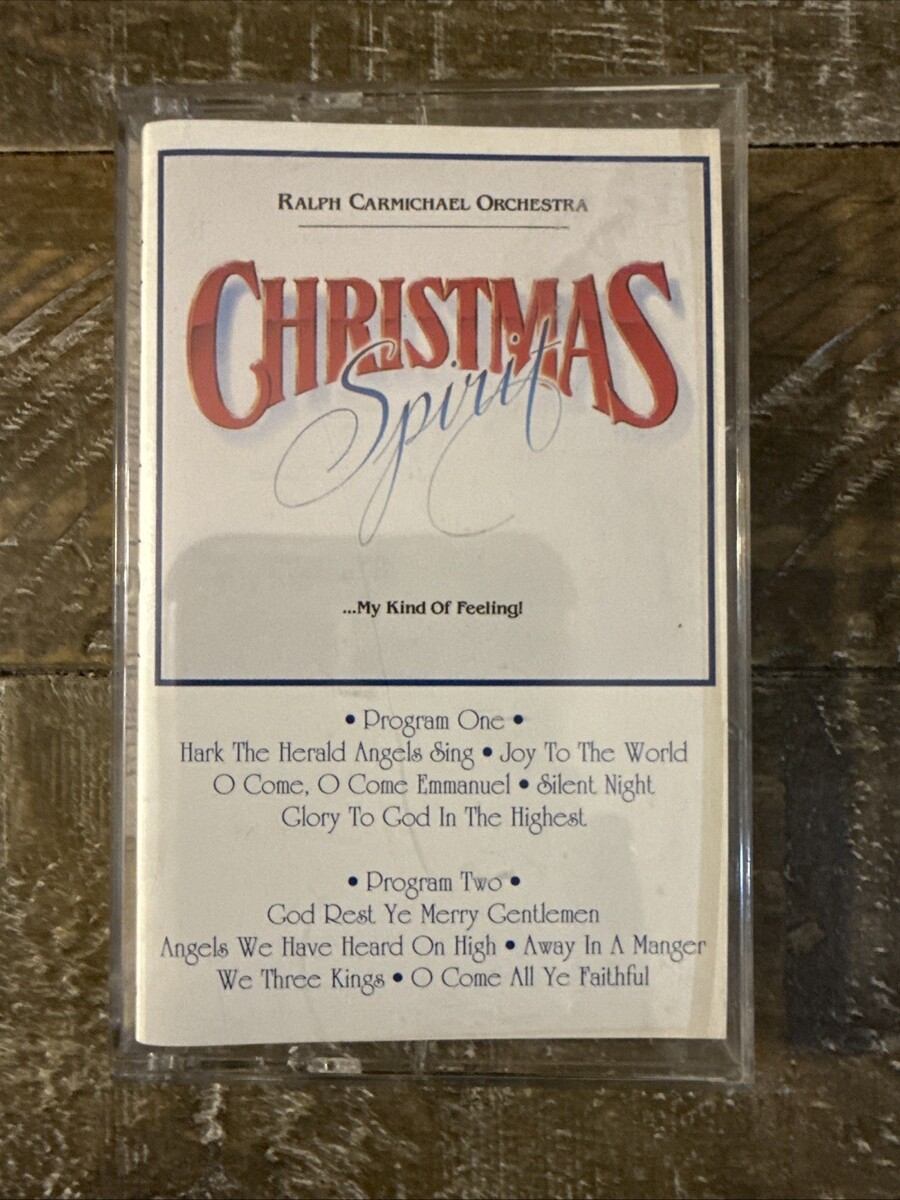 Ralph Carmichael Orchestra
Christmas
Spirit
...My Kind Of Feeling!
• Program One •
Hark The Herald Angels Sing • Joy To The World
O Come, O Come Emmanuel • Silent Night
Glory To God In The Highest
• Program Two •
God Rest Ye Merry Gentlemen
Angels We Have Heard On High • Away In A Manger
We Three Kings • O Come All Ye Faithful